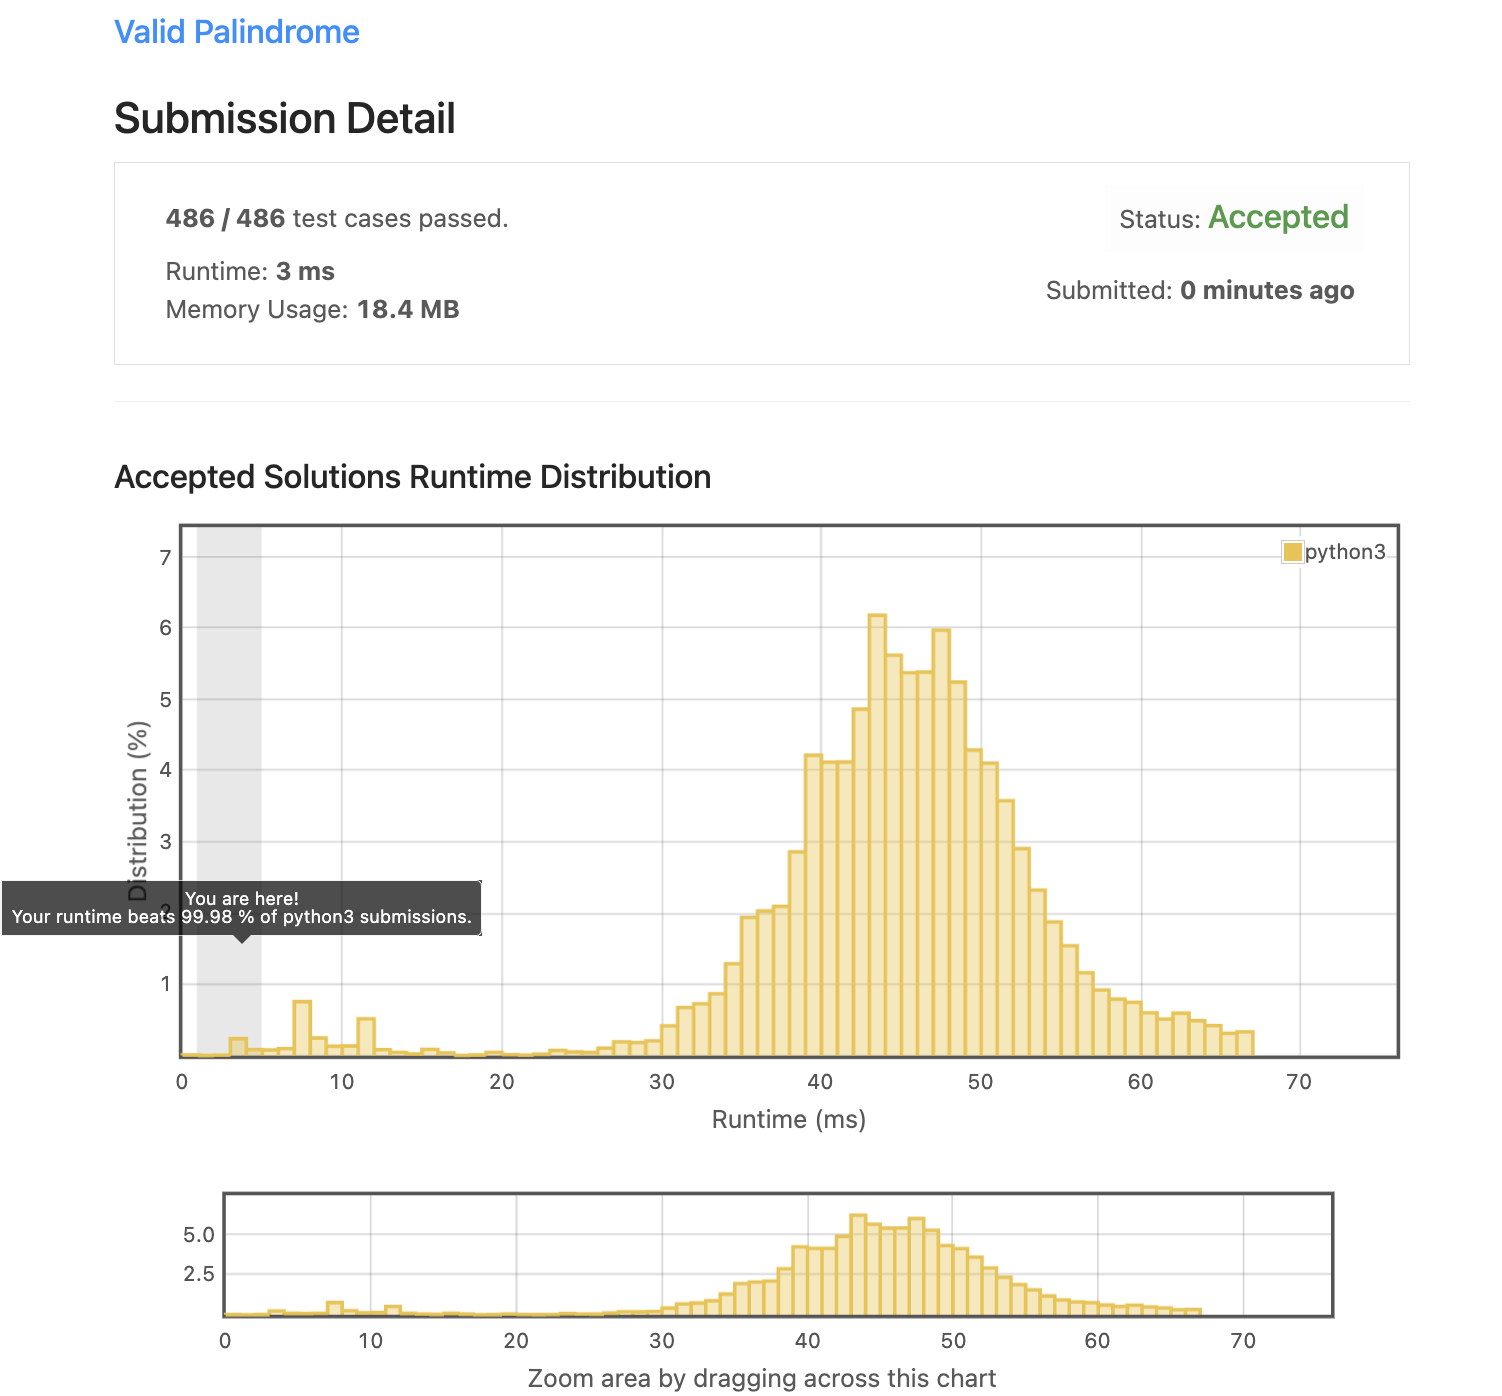 Valid Palindrome
Submission Detail
486 / 486 test cases passed.
Status: Accepted
Runtime: 3 ms
Submitted: 0 minutes ago
Memory Usage: 18.4 MB
Accepted Solutions Runtime Distribution
python3
7
6
5
4
3
2
1
Distribution (%)
You are here!
Your runtime beats 99.98 % of python3 submissions.
0 10 20 30 40 50 60 70
Runtime (ms)
5.0
2.5
0 10 20 30 40 50 60 70
Zoom area by dragging across this chart